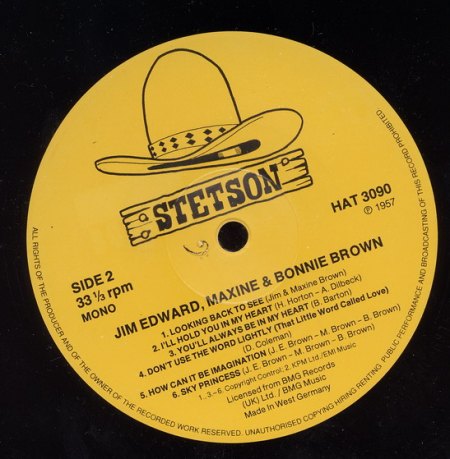 STETSON
HAT 3090
Ⓟ 1957
SIDE 2
33 1/3 rpm
MONO
JIM EDWARD, MAXINE & BONNIE BROWN
1. LOOKING BACK TO SEE (Jim & Maxine Brown)
2. I'LL HOLD YOU IN MY HEART (H. Horton – A. Dilbeck)
3. YOU'LL ALWAYS BE IN MY HEART (B. Barton)
4. DON'T USE THE WORD LIGHTLY (That Little Word Called Love)
(D. Coleman)
5. HOW CAN IT BE IMAGINATION (J. E. Brown – M. Brown – B. Brown)
6. SKY PRINCESS (J. E. Brown – M. Brown – B. Brown)
1., 3.–6. Copyright Control; 2. KPM Ltd./EMI Music
Licensed from BMG Records
(UK) Ltd. / BMG Music
Made in West Germany
ALL RIGHTS OF THE PRODUCER AND OF THE OWNER OF THE RECORDED WORK RESERVED. UNAUTHORISED COPYING HIRING RENTING PUBLIC PERFORMANCE AND BROADCASTING OF THIS RECORD PROHIBITED